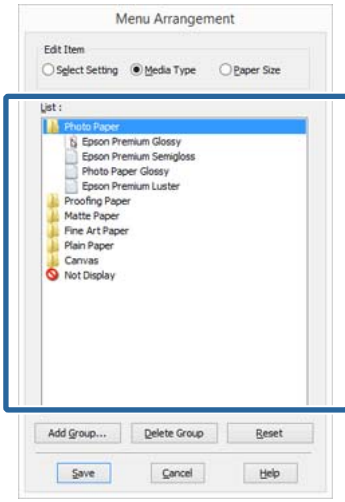 Menu Arrangement
Edit Item
Select Setting Media Type Paper Size
List :
Photo Paper
Epson Premium Glossy
Epson Premium Semigloss
Photo Paper Glossy
Epson Premium Luster
Proofing Paper
Matte Paper
Fine Art Paper
Plain Paper
Canvas
Not Display
Add Group... Delete Group Reset
Save Cancel Help